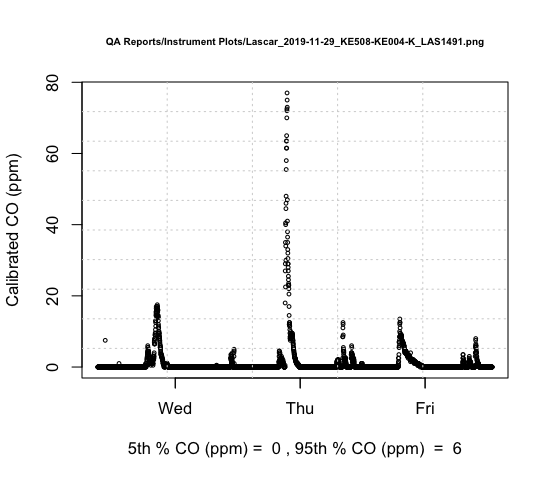 QA Reports/Instrument Plots/Lascar_2019-11-29_KE508-KE004-K_LAS1491.png
80
60
40
20
0
Calibrated CO (ppm)
Wed Thu Fri
5th % CO (ppm) = 0 , 95th % CO (ppm) = 6